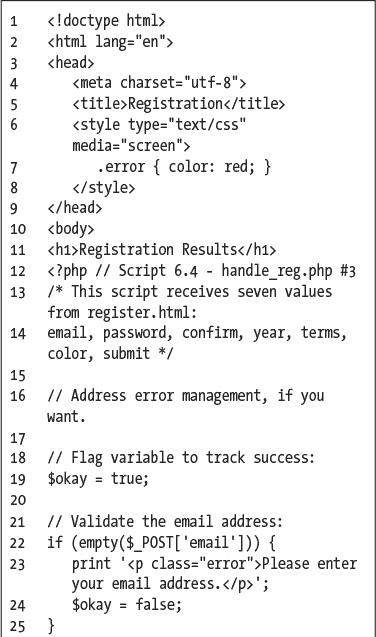 1 <!doctype html>
2 <html lang="en">
3 <head>
4 <meta charset="utf-8">
5 <title>Registration</title>
6 <style type="text/css"
media="screen">
7 .error { color: red; }
8 </style>
9 </head>
10 <body>
11 <h1>Registration Results</h1>
12 <?php // Script 6.4 - handle_reg.php #3
13 /* This script receives seven values
from register.html:
14 email, password, confirm, year, terms,
color, submit */
15
16 // Address error management, if you
want.
17
18 // Flag variable to track success:
19 $okay = true;
20
21 // Validate the email address:
22 if (empty($_POST['email'])) {
23 print '<p class="error">Please enter
your email address.</p>';
24 $okay = false;
25 }